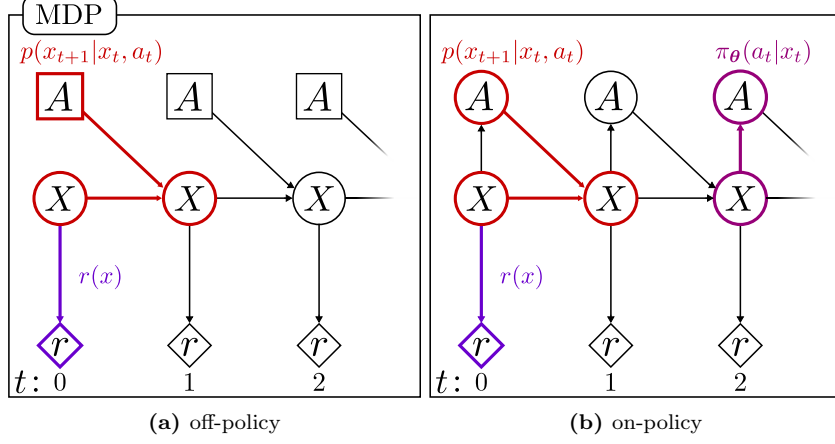 MDP
p(x_{t+1}|x_t, a_t)
A A A
X X X
r(x)
r r r
t: 0 1 2
(a) off-policy
p(x_{t+1}|x_t, a_t) π_θ(a_t|x_t)
A A A
X X X
r(x)
r r r
t: 0 1 2
(b) on-policy